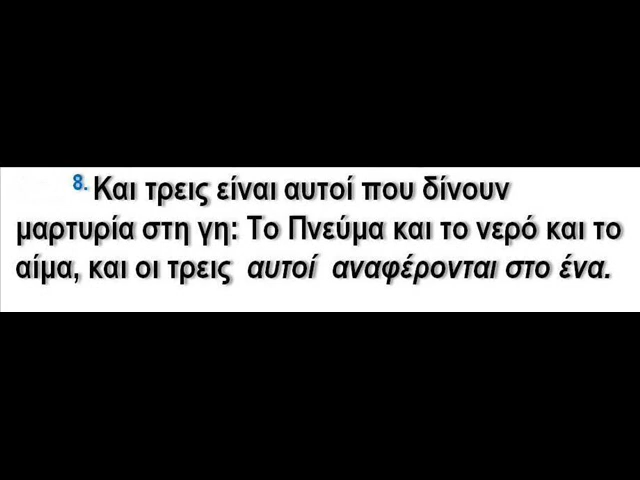 8. Και τρεις είναι αυτοί που δίνουν
μαρτυρία στη γη: Το Πνεύμα και το νερό και το
αίμα, και οι τρεις αυτοί αναφέρονται στο ένα.